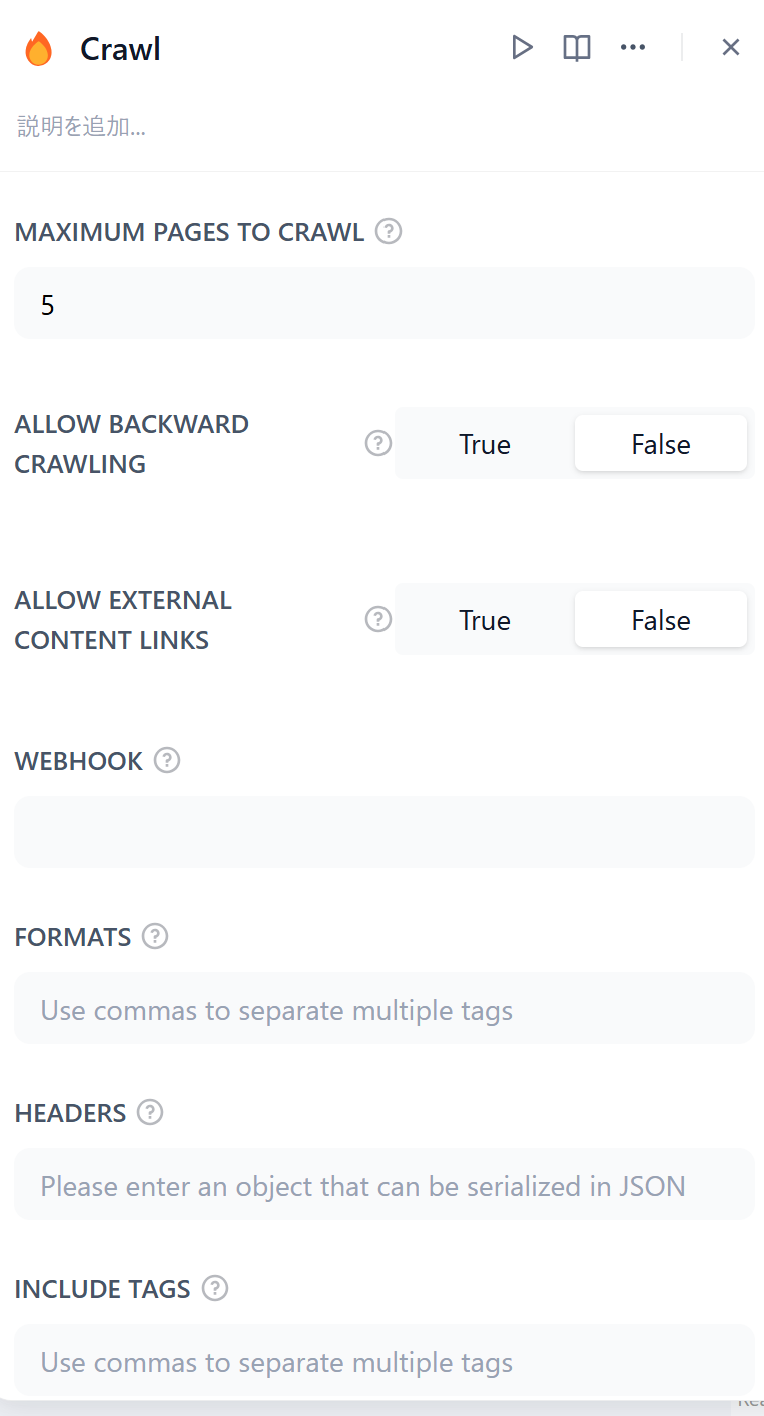 Crawl
説明を追加...
MAXIMUM PAGES TO CRAWL
5
ALLOW BACKWARD
CRAWLING
True False
ALLOW EXTERNAL
CONTENT LINKS
True False
WEBHOOK
FORMATS
Use commas to separate multiple tags
HEADERS
Please enter an object that can be serialized in JSON
INCLUDE TAGS
Use commas to separate multiple tags